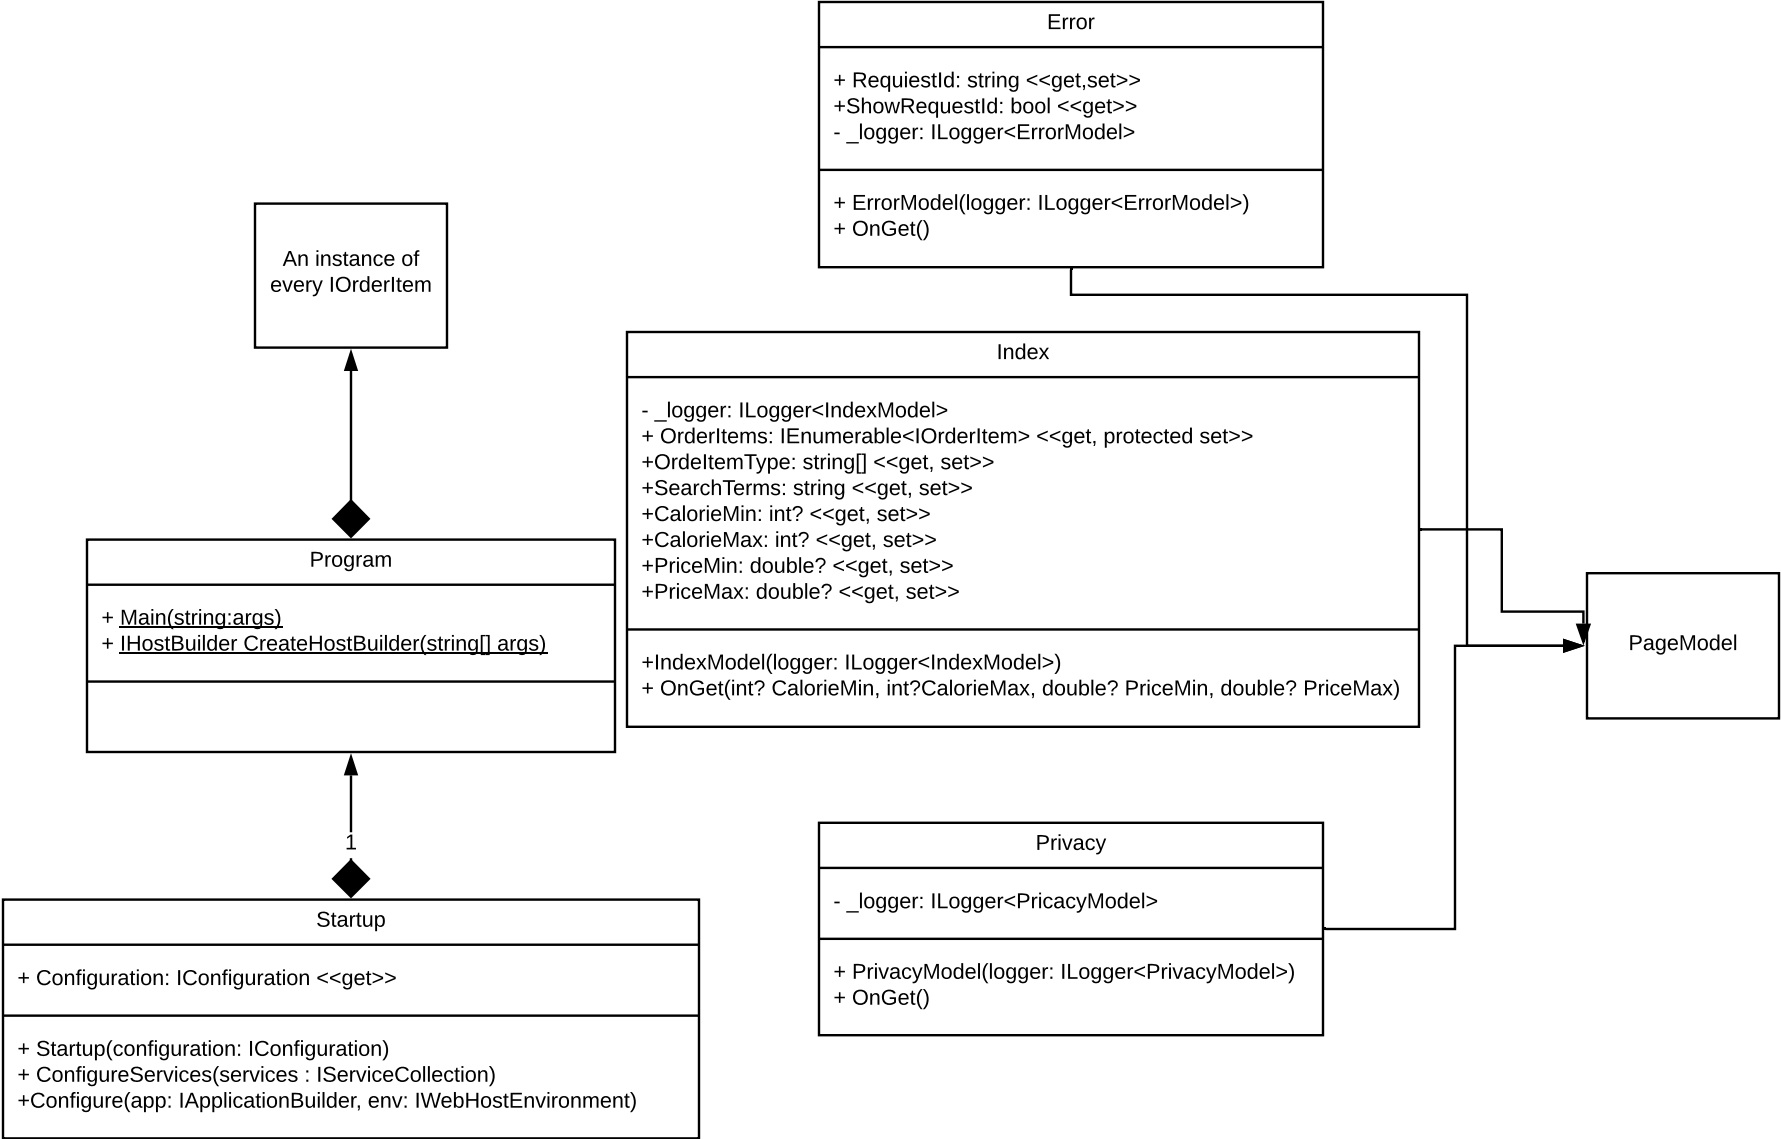 Error
+ RequiestId: string <<get,set>>
+ShowRequestId: bool <<get>>
- _logger: ILogger<ErrorModel>
+ ErrorModel(logger: ILogger<ErrorModel>)
+ OnGet()
An instance of
every IOrderItem
Index
- _logger: ILogger<IndexModel>
+ OrderItems: IEnumerable<IOrderItem> <<get, protected set>>
+OrdeItemType: string[] <<get, set>>
+SearchTerms: string <<get, set>>
+CalorieMin: int? <<get, set>>
+CalorieMax: int? <<get, set>>
+PriceMin: double? <<get, set>>
+PriceMax: double? <<get, set>>
+IndexModel(logger: ILogger<IndexModel>)
+ OnGet(int? CalorieMin, int?CalorieMax, double? PriceMin, double? PriceMax)
Program
+ Main(string:args)
+ IHostBuilder CreateHostBuilder(string[] args)
PageModel
1
Privacy
- _logger: ILogger<PricacyModel>
+ PrivacyModel(logger: ILogger<PrivacyModel>)
+ OnGet()
Startup
+ Configuration: IConfiguration <<get>>
+ Startup(configuration: IConfiguration)
+ ConfigureServices(services : IServiceCollection)
+Configure(app: IApplicationBuilder, env: IWebHostEnvironment)